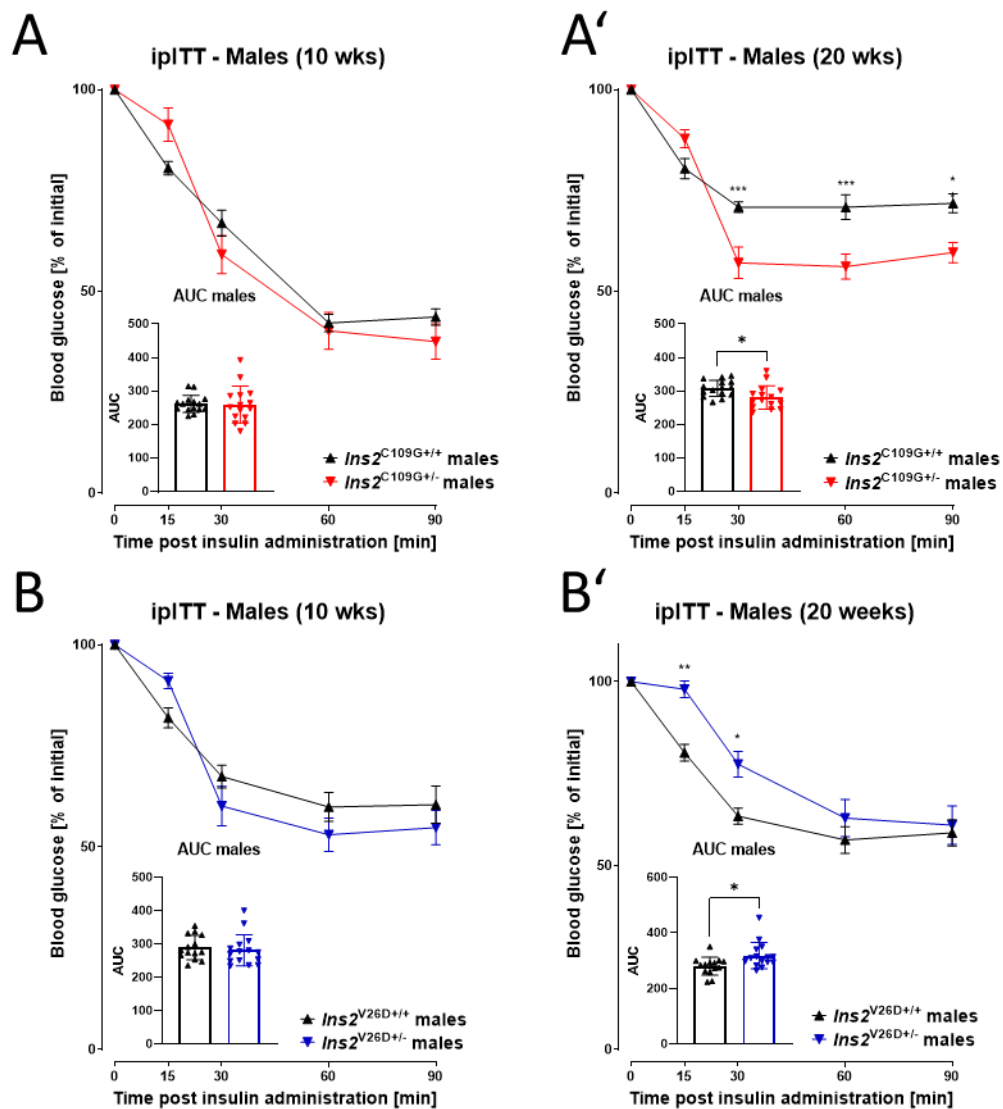 A
ipITT - Males (10 wks)
Blood glucose [% of initial]
100
50
0
0 15 30 60 90
Time post insulin administration [min]
AUC males
AUC
500
400
300
200
100
0
Ins2C109G+/+ males
Ins2C109G+/- males
A‘
ipITT - Males (20 wks)
Blood glucose [% of initial]
100
50
0
*** *** *
0 15 30 60 90
Time post insulin administration [min]
AUC males
AUC
500
400
300
200
100
0
*
Ins2C109G+/+ males
Ins2C109G+/- males
B
ipITT - Males (10 wks)
Blood glucose [% of initial]
100
50
0
0 15 30 60 90
Time post insulin administration [min]
AUC males
AUC
500
400
300
200
100
0
Ins2V26D+/+ males
Ins2V26D+/- males
B‘
ipITT - Males (20 weeks)
Blood glucose [% of initial]
100
50
0
**
*
0 15 30 60 90
Time post insulin administration [min]
AUC males
AUC
600
400
200
0
*
Ins2V26D+/+ males
Ins2V26D+/- males